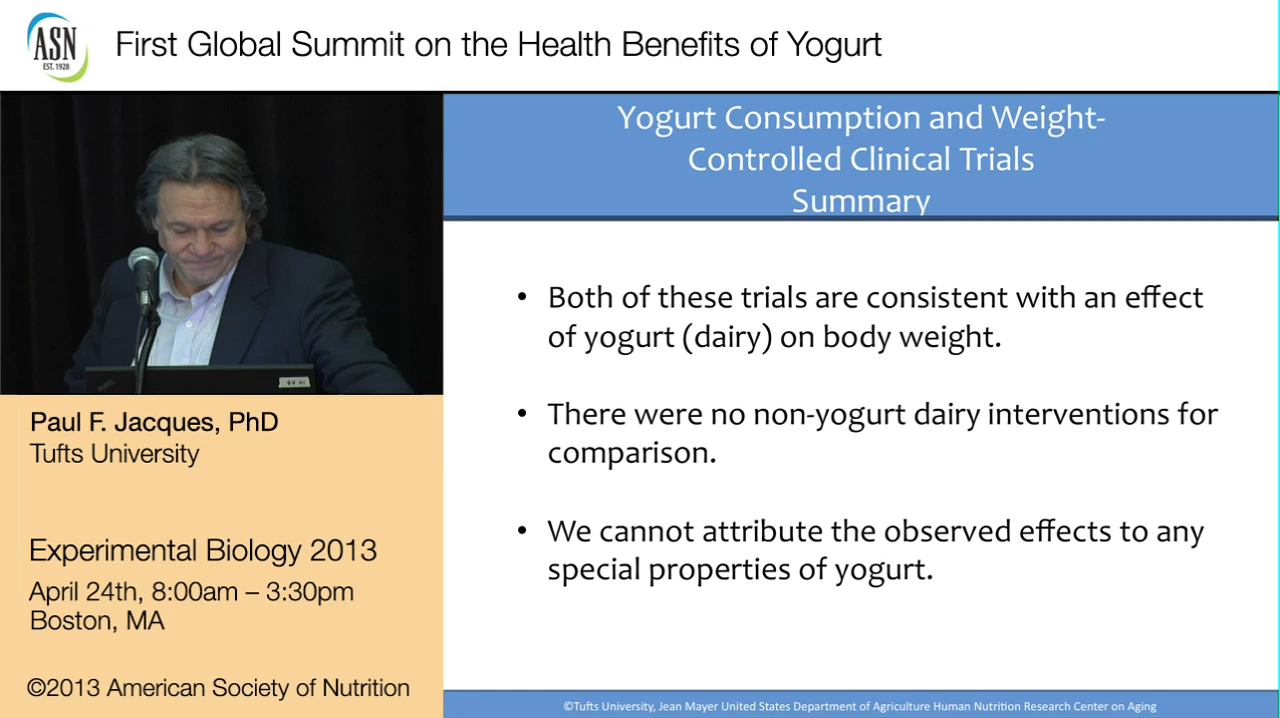 ASN
EST. 1928
First Global Summit on the Health Benefits of Yogurt
Yogurt Consumption and Weight-
Controlled Clinical Trials
Summary
• Both of these trials are consistent with an effect
of yogurt (dairy) on body weight.
• There were no non-yogurt dairy interventions for
comparison.
• We cannot attribute the observed effects to any
special properties of yogurt.
Paul F. Jacques, PhD
Tufts University
Experimental Biology 2013
April 24th, 8:00am – 3:30pm
Boston, MA
©2013 American Society of Nutrition
©Tufts University, Jean Mayer United States Department of Agriculture Human Nutrition Research Center on Aging